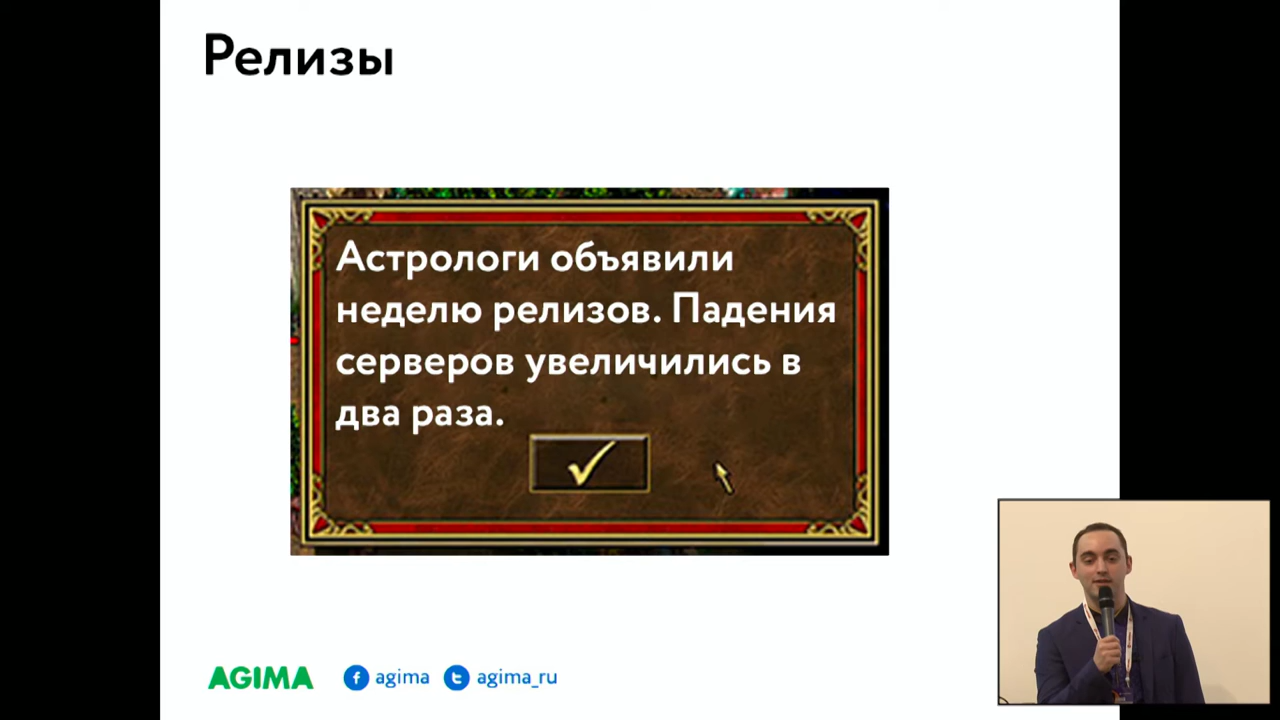 Релизы
Астрологи объявили
неделю релизов. Падения
серверов увеличились в
два раза.
AGIMA agima agima_ru